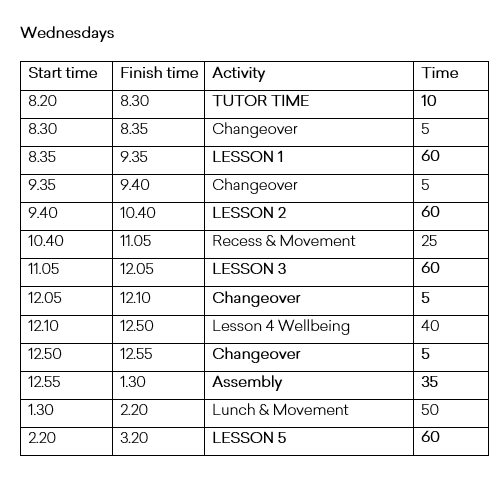 Wednesdays
Start time Finish time Activity Time
8.20 8.30 TUTOR TIME 10
8.30 8.35 Changeover 5
8.35 9.35 LESSON 1 60
9.35 9.40 Changeover 5
9.40 10.40 LESSON 2 60
10.40 11.05 Recess & Movement 25
11.05 12.05 LESSON 3 60
12.05 12.10 Changeover 5
12.10 12.50 Lesson 4 Wellbeing 40
12.50 12.55 Changeover 5
12.55 1.30 Assembly 35
1.30 2.20 Lunch & Movement 50
2.20 3.20 LESSON 5 60